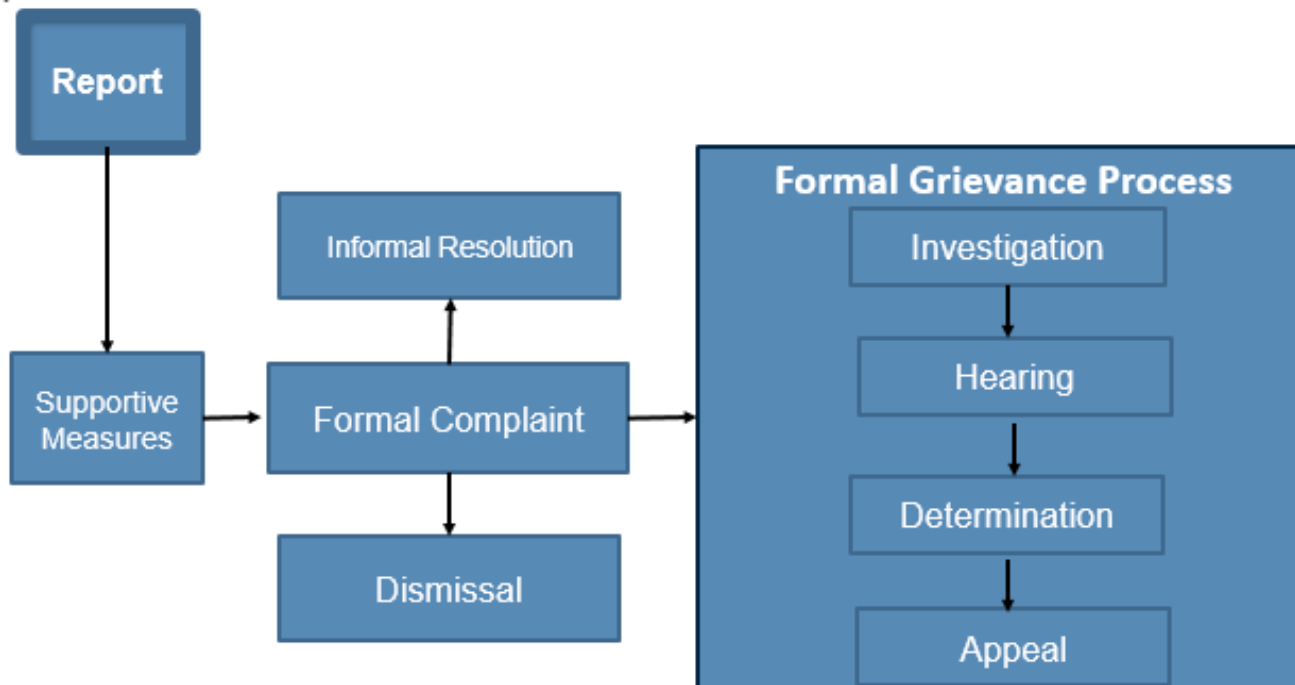 Report
Supportive
Measures
Informal Resolution
Formal Complaint
Dismissal
Formal Grievance Process
Investigation
Hearing
Determination
Appeal